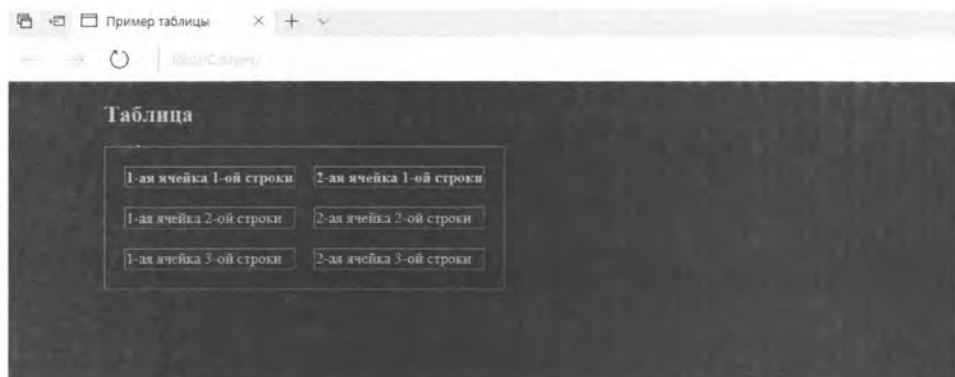 Пример таблицы
Таблица
1-ая ячейка 1-ой строки 2-ая ячейка 1-ой строки
1-ая ячейка 2-ой строки 2-ая ячейка 2-ой строки
1-ая ячейка 3-ой строки 2-ая ячейка 3-ой строки